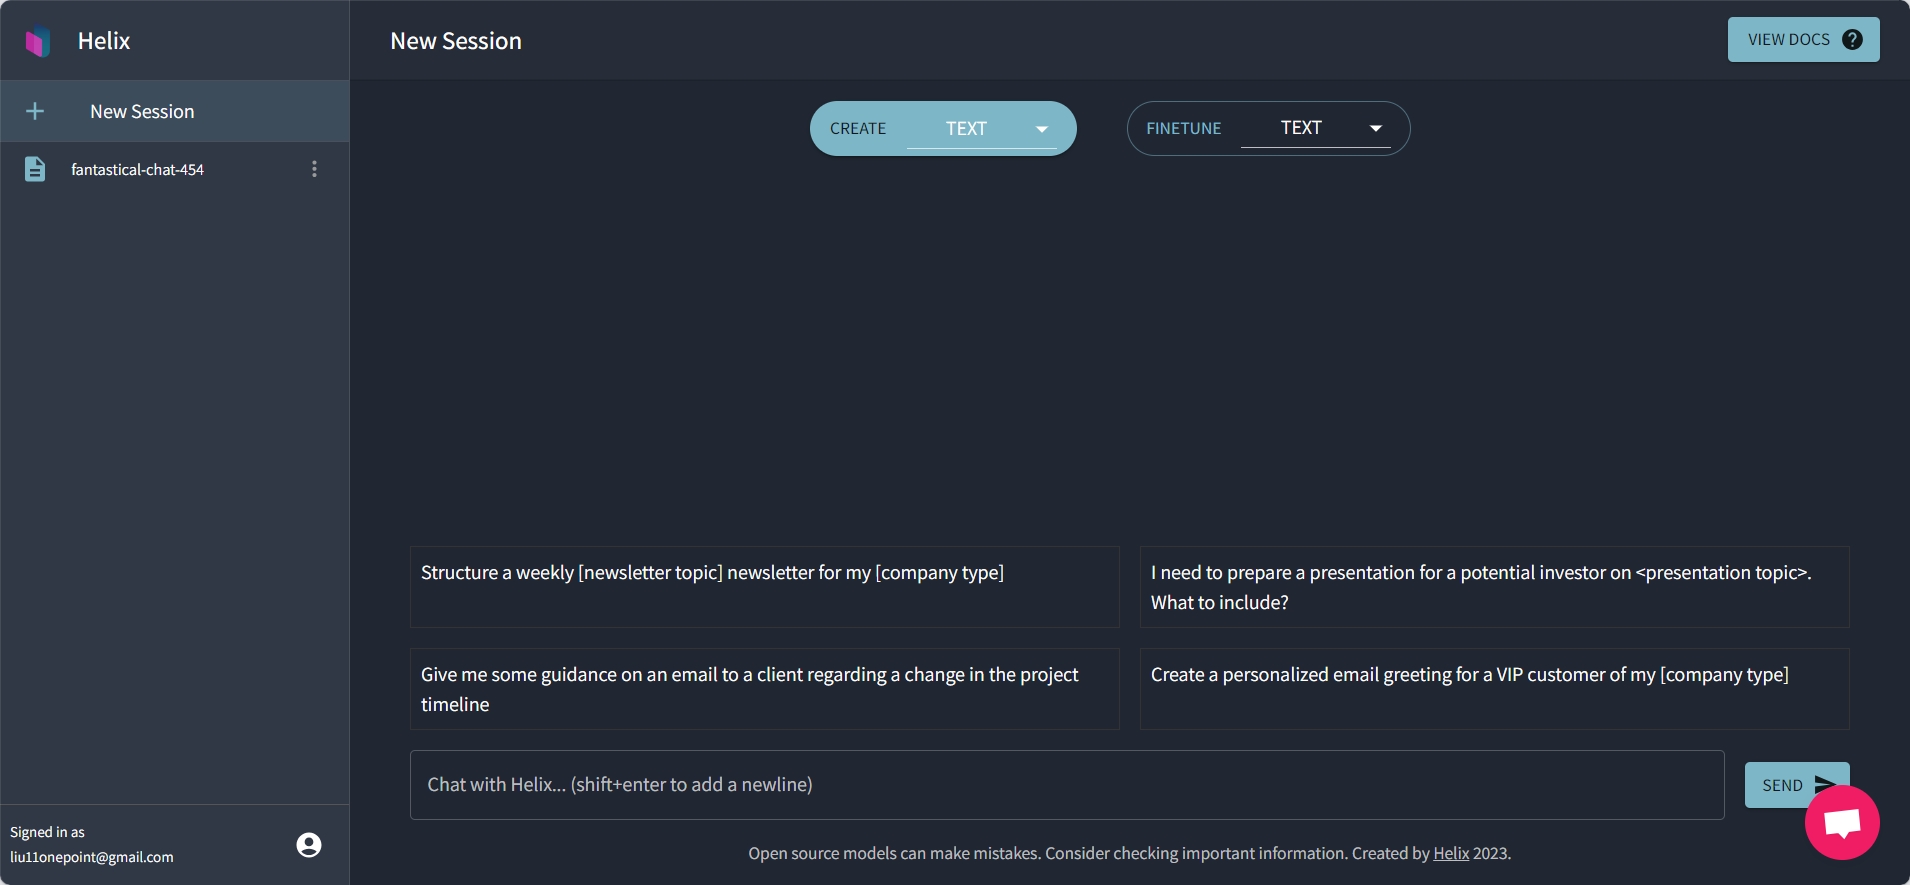 Helix
New Session
VIEW DOCS
New Session
fantastical-chat-454
CREATE TEXT
FINETUNE TEXT
Structure a weekly [newsletter topic] newsletter for my [company type]
I need to prepare a presentation for a potential investor on <presentation topic>.
What to include?
Give me some guidance on an email to a client regarding a change in the project
timeline
Create a personalized email greeting for a VIP customer of my [company type]
Chat with Helix... (shift+enter to add a newline)
SEND
Signed in as
liu11onepoint@gmail.com
Open source models can make mistakes. Consider checking important information. Created by Helix 2023.